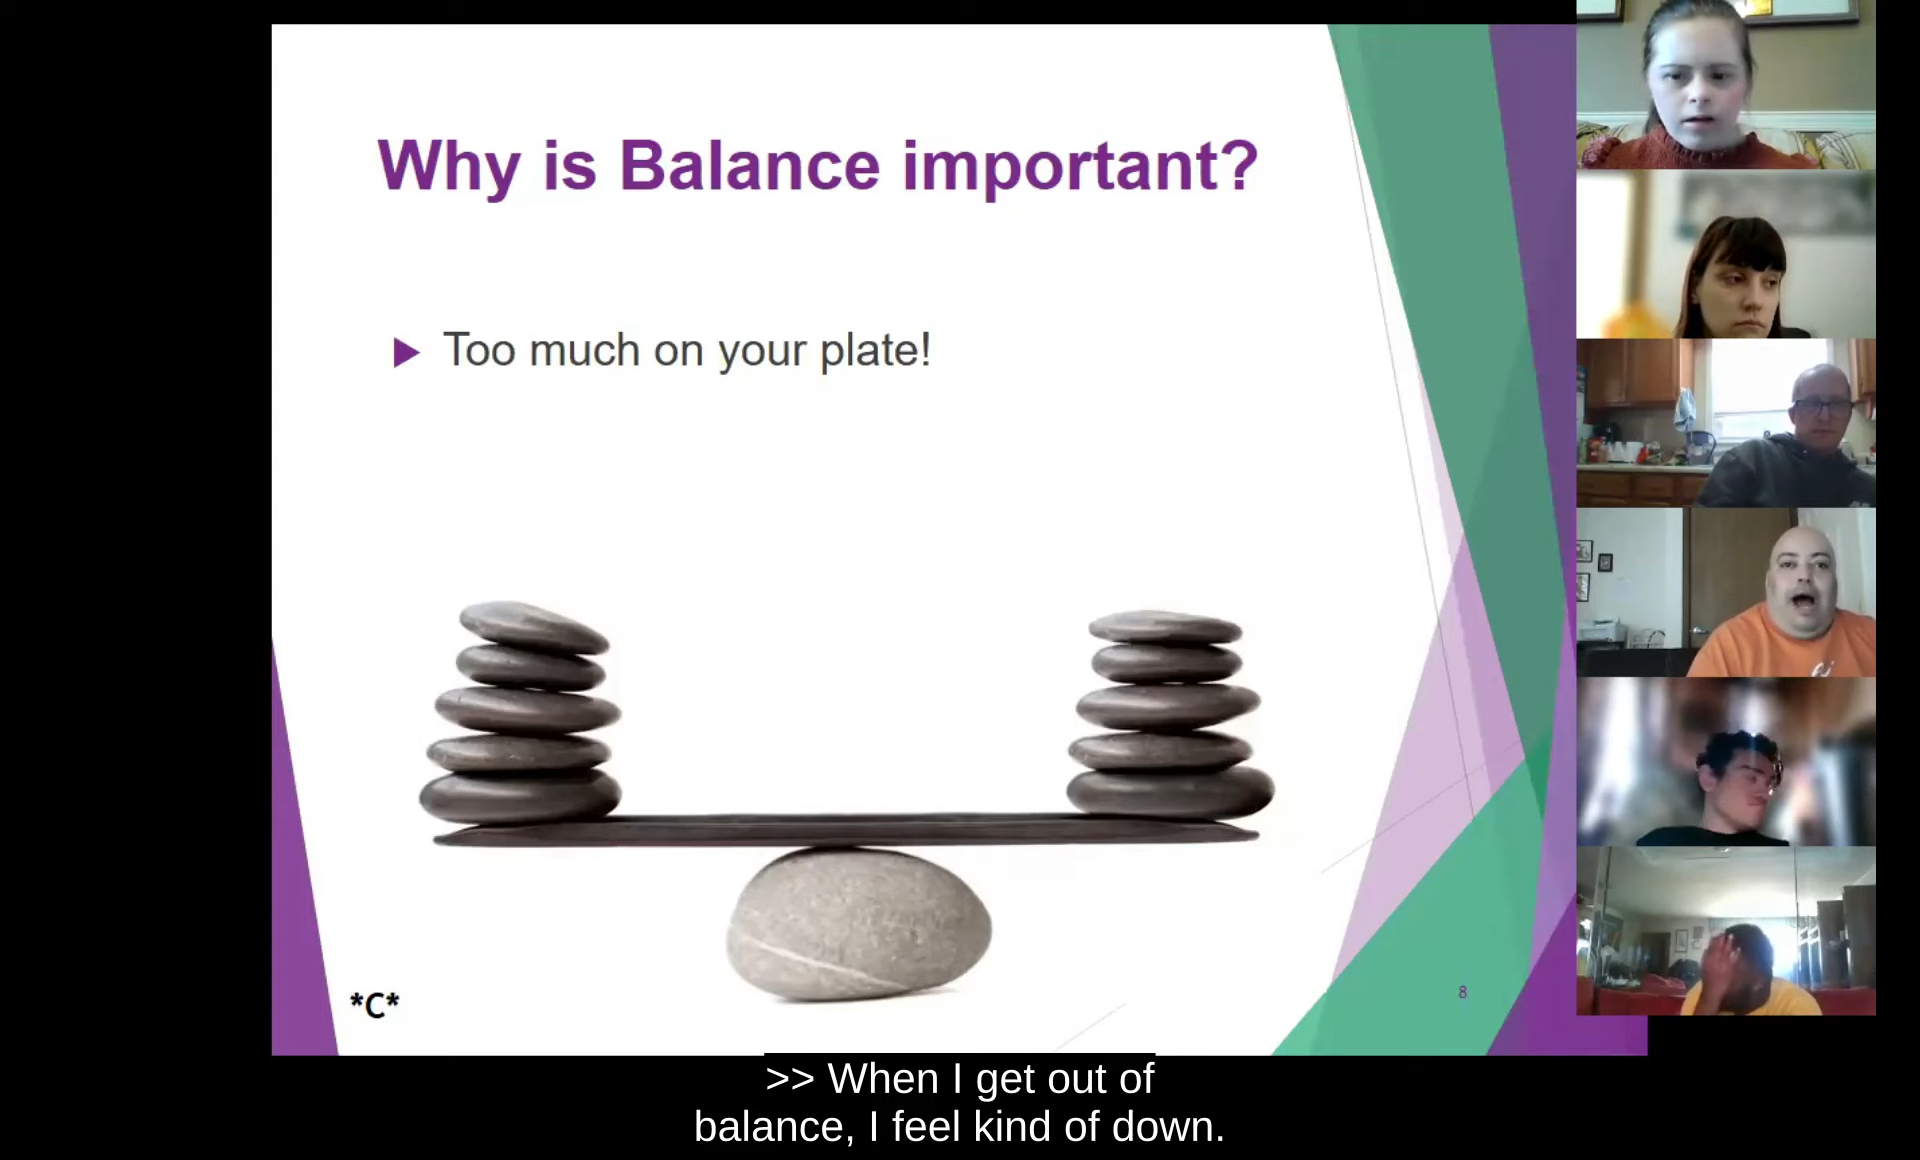 Why is Balance important?
Too much on your plate!
*C*
8
>> When I get out of
balance, I feel kind of down.